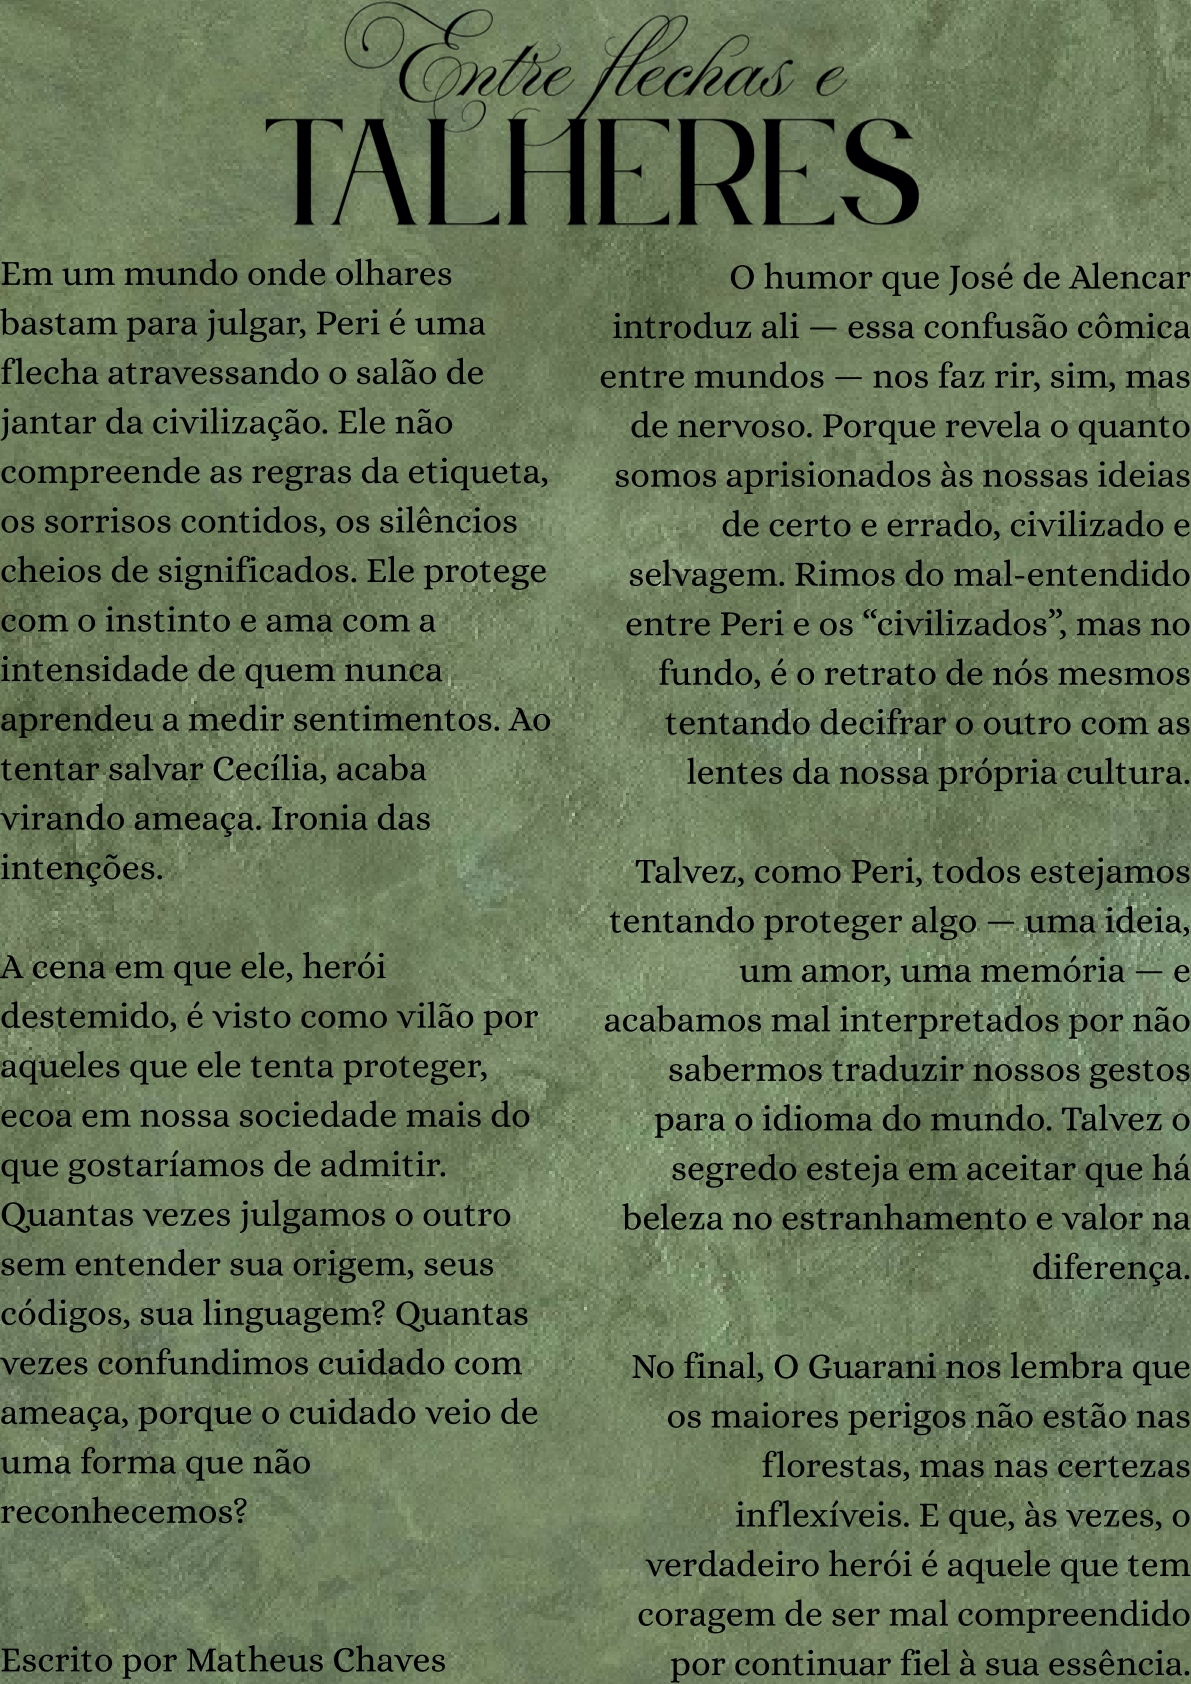 Entre flechas e
TALHERES
Em um mundo onde olhares
bastam para julgar, Peri é uma
flecha atravessando o salão de
jantar da civilização. Ele não
compreende as regras da etiqueta,
os sorrisos contidos, os silêncios
cheios de significados. Ele protege
com o instinto e ama com a
intensidade de quem nunca
aprendeu a medir sentimentos. Ao
tentar salvar Cecília, acaba
virando ameaça. Ironia das
intenções.
A cena em que ele, herói
destemido, é visto como vilão por
aqueles que ele tenta proteger,
ecoa em nossa sociedade mais do
que gostaríamos de admitir.
Quantas vezes julgamos o outro
sem entender sua origem, seus
códigos, sua linguagem? Quantas
vezes confundimos cuidado com
ameaça, porque o cuidado veio de
uma forma que não
reconhecemos?
Escrito por Matheus Chaves
O humor que José de Alencar
introduz ali — essa confusão cômica
entre mundos — nos faz rir, sim, mas
de nervoso. Porque revela o quanto
somos aprisionados às nossas ideias
de certo e errado, civilizado e
selvagem. Rimos do mal-entendido
entre Peri e os “civilizados”, mas no
fundo, é o retrato de nós mesmos
tentando decifrar o outro com as
lentes da nossa própria cultura.
Talvez, como Peri, todos estejamos
tentando proteger algo — uma ideia,
um amor, uma memória — e
acabamos mal interpretados por não
sabermos traduzir nossos gestos
para o idioma do mundo. Talvez o
segredo esteja em aceitar que há
beleza no estranhamento e valor na
diferença.
No final, O Guarani nos lembra que
os maiores perigos não estão nas
florestas, mas nas certezas
inflexíveis. E que, às vezes, o
verdadeiro herói é aquele que tem
coragem de ser mal compreendido
por continuar fiel à sua essência.